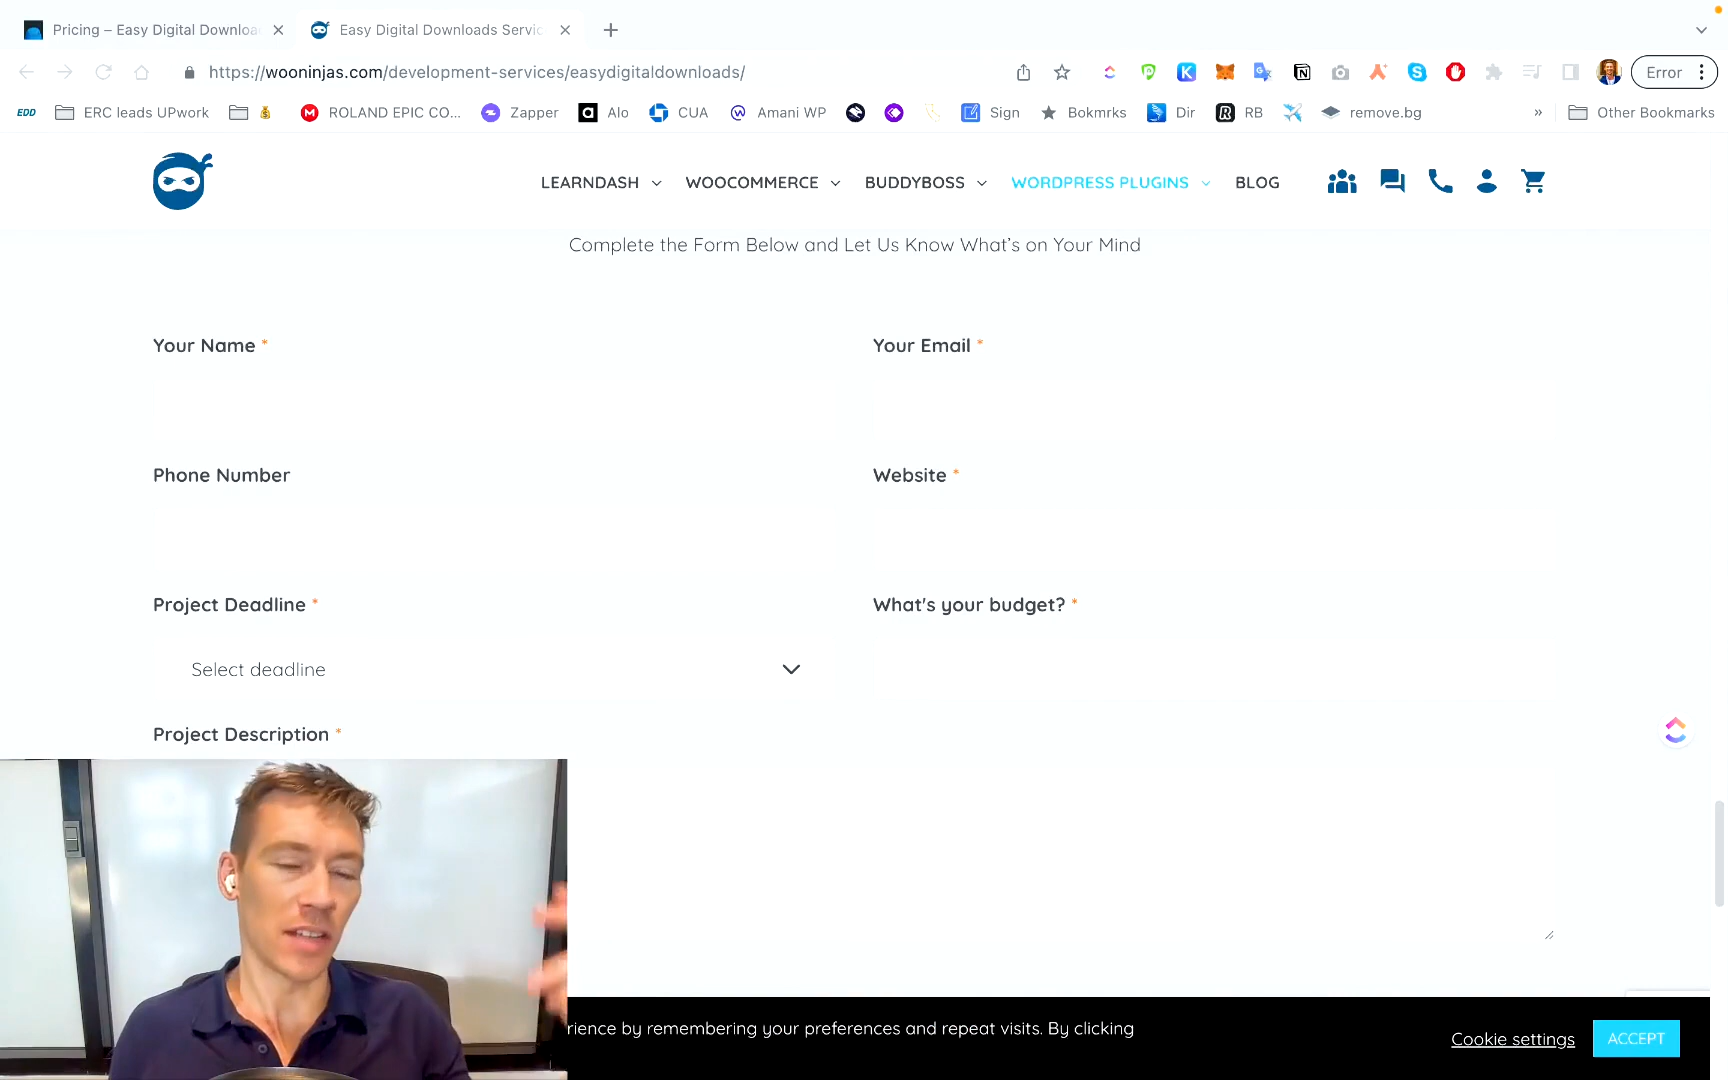 Pricing – Easy Digital Downloa
Easy Digital Downloads Servic
https://wooninjas.com/development-services/easydigitaldownloads/
Error
EDD
ERC leads UPwork
ROLAND EPIC CO...
Zapper
Alo
CUA
Amani WP
Sign
Bokmrks
Dir
RB
remove.bg
»
Other Bookmarks
LEARNDASH
WOOCOMMERCE
BUDDYBOSS
WORDPRESS PLUGINS
BLOG
Complete the Form Below and Let Us Know What's on Your Mind
Your Name *
Your Email *
Phone Number
Website *
Project Deadline *
What's your budget? *
Select deadline
Project Description *
rience by remembering your preferences and repeat visits. By clicking
Cookie settings
ACCEPT